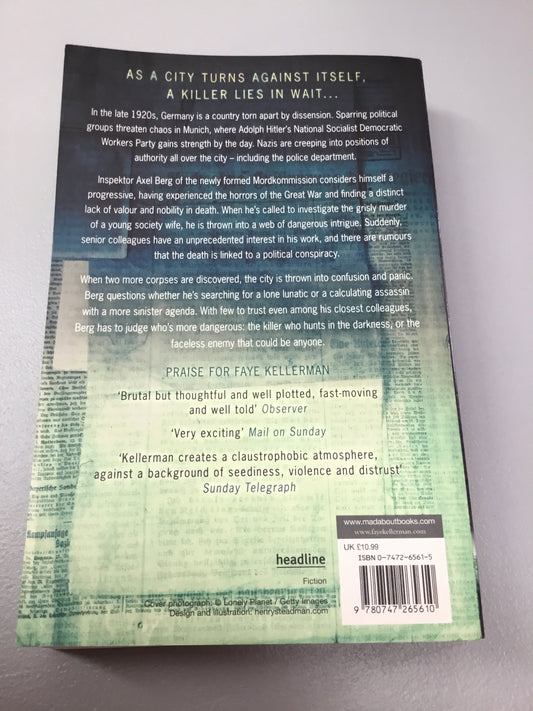 AS A CITY TURNS AGAINST ITSELF,
A KILLER LIES IN WAIT...
In the late 1920s, Germany is a country torn apart by dissension. Sparring political
groups threaten chaos in Munich, where Adolph Hitler's National Socialist Democratic
Workers Party gains strength by the day. Nazis are creeping into positions of
authority all over the city – including the police department.
Inspektor Axel Berg of the newly formed Mordkommission considers himself a
progressive, having experienced the horrors of the Great War and finding a distinct
lack of valour and nobility in death. When he's called to investigate the grisly murder
of a young society wife, he is thrown into a web of dangerous intrigue. Suddenly,
senior colleagues have an unprecedented interest in his work, and there are rumours
that the death is linked to a political conspiracy.
When two more corpses are discovered, the city is thrown into confusion and panic.
Berg questions whether he's searching for a lone lunatic or a calculating assassin
with a more sinister agenda. With few to trust even among his closest colleagues,
Berg has to judge who's more dangerous: the killer who hunts in the darkness, or the
faceless enemy that could be anyone.
PRAISE FOR FAYE KELLERMAN
'Brutal but thoughtful and well plotted, fast-moving
and well told' Observer
'Very exciting' Mail on Sunday
'Kellerman creates a claustrophobic atmosphere,
against a background of seediness, violence and distrust'
Sunday Telegraph
www.madaboutbooks.com
www.fayekellerman.com
UK £10.99
ISBN 0-7472-6561-5
9 780747 265610
headline
Fiction
Cover photograph: © Lonely Planet / Getty Images
Design and illustration: henrysteadman.com
Kampfansage